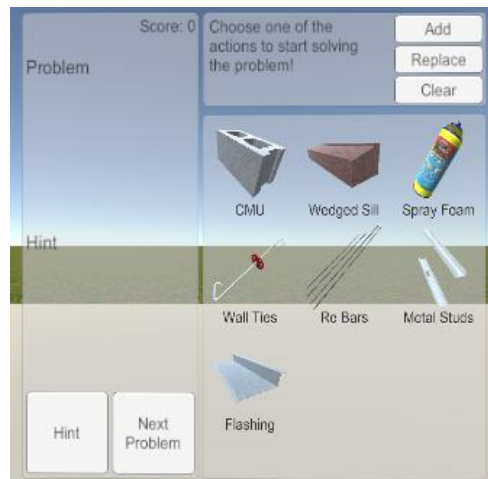 Score: 0
Problem
Hint
Hint
Next
Problem
Choose one of the
actions to start solving
the problem!
Add
Replace
Clear
CMU
Wedged Sill
Spray Foam
Wall Ties
Re Bars
Metal Studs
Flashing